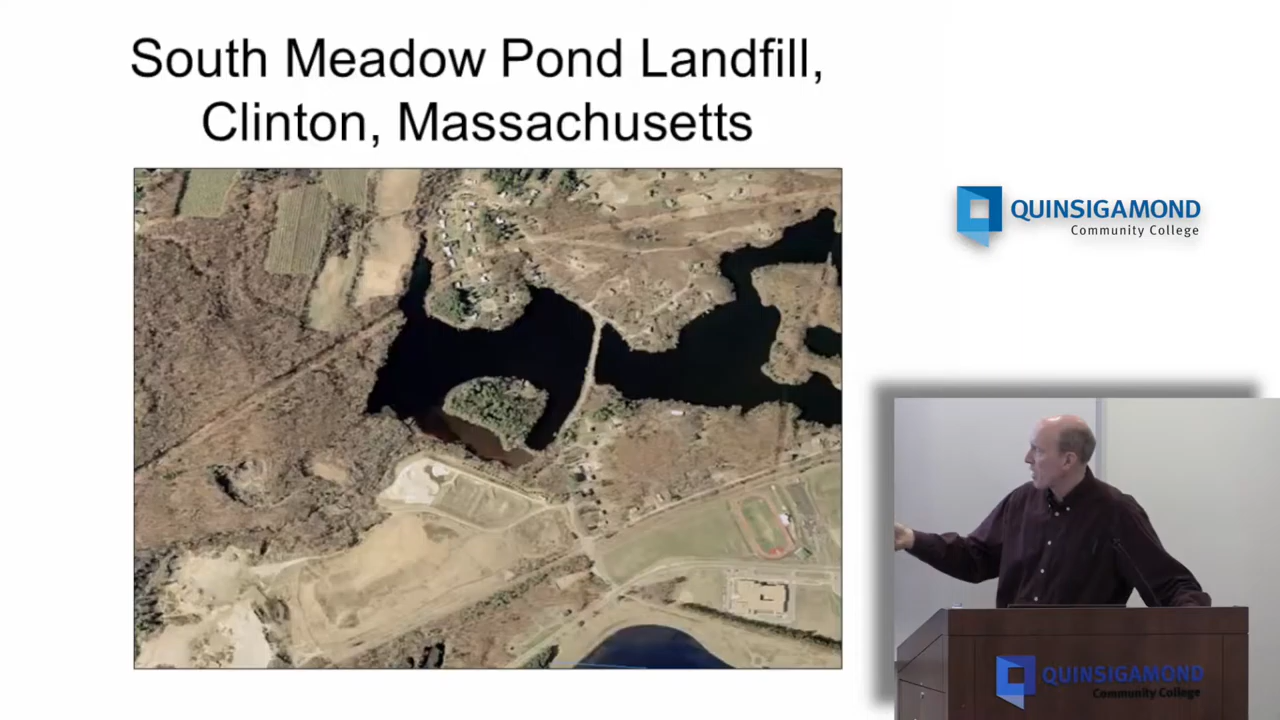 South Meadow Pond Landfill,
Clinton, Massachusetts
QUINSIGAMOND
Community College
QUINSIGAMOND
Community College